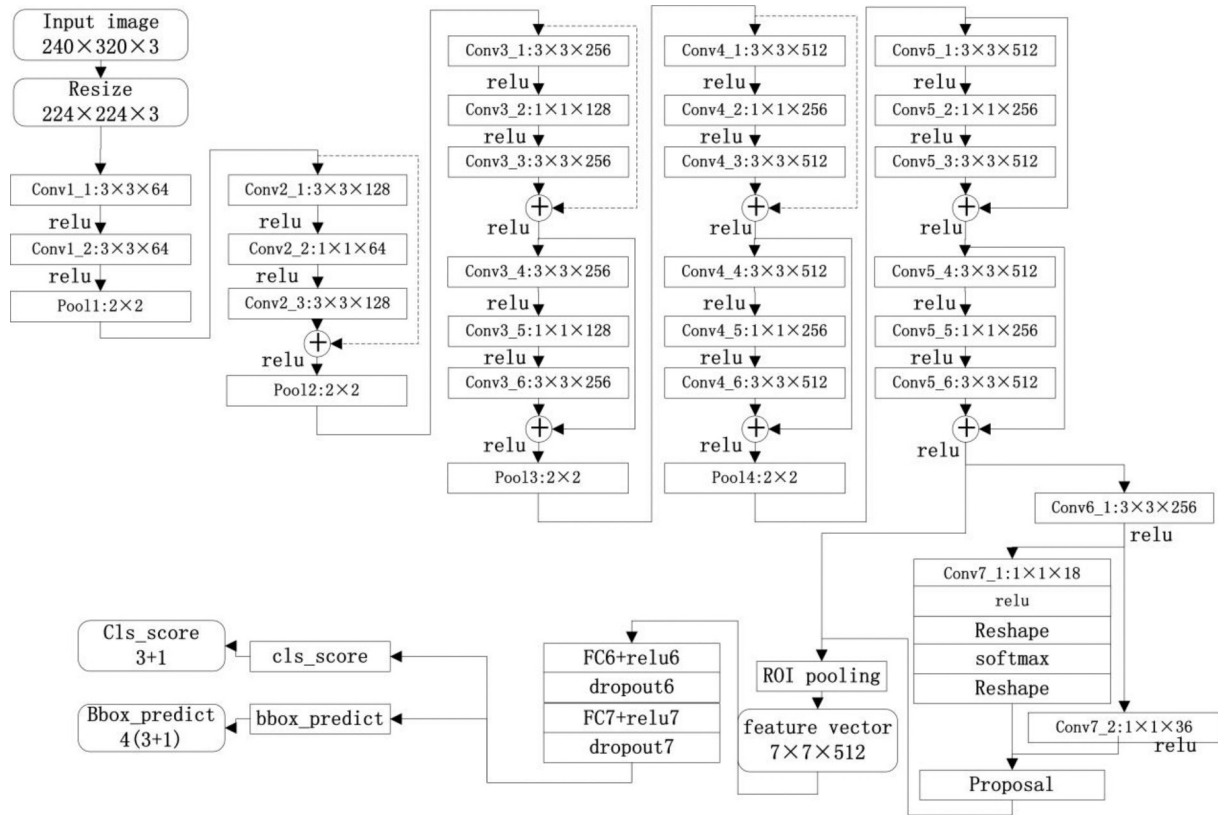 Input image
240×320×3
Resize
224×224×3
Conv1_1:3×3×64
relu
Conv1_2:3×3×64
relu
Pool1:2×2
Conv2_1:3×3×128
relu
Conv2_2:1×1×64
relu
Conv2_3:3×3×128
relu
Pool2:2×2
Conv3_1:3×3×256
relu
Conv3_2:1×1×128
relu
Conv3_3:3×3×256
relu
Conv3_4:3×3×256
relu
Conv3_5:1×1×128
relu
Conv3_6:3×3×256
relu
Pool3:2×2
Conv4_1:3×3×512
relu
Conv4_2:1×1×256
relu
Conv4_3:3×3×512
relu
Conv4_4:3×3×512
relu
Conv4_5:1×1×256
relu
Conv4_6:3×3×512
relu
Pool4:2×2
Conv5_1:3×3×512
relu
Conv5_2:1×1×256
relu
Conv5_3:3×3×512
relu
Conv5_4:3×3×512
relu
Conv5_5:1×1×256
relu
Conv5_6:3×3×512
relu
Conv6_1:3×3×256
relu
Conv7_1:1×1×18
relu
Reshape
softmax
Reshape
Conv7_2:1×1×36
relu
Proposal
ROI pooling
feature vector
7×7×512
FC6+relu6
dropout6
FC7+relu7
dropout7
cls_score
Cls_score
3+1
bbox_predict
Bbox_predict
4(3+1)